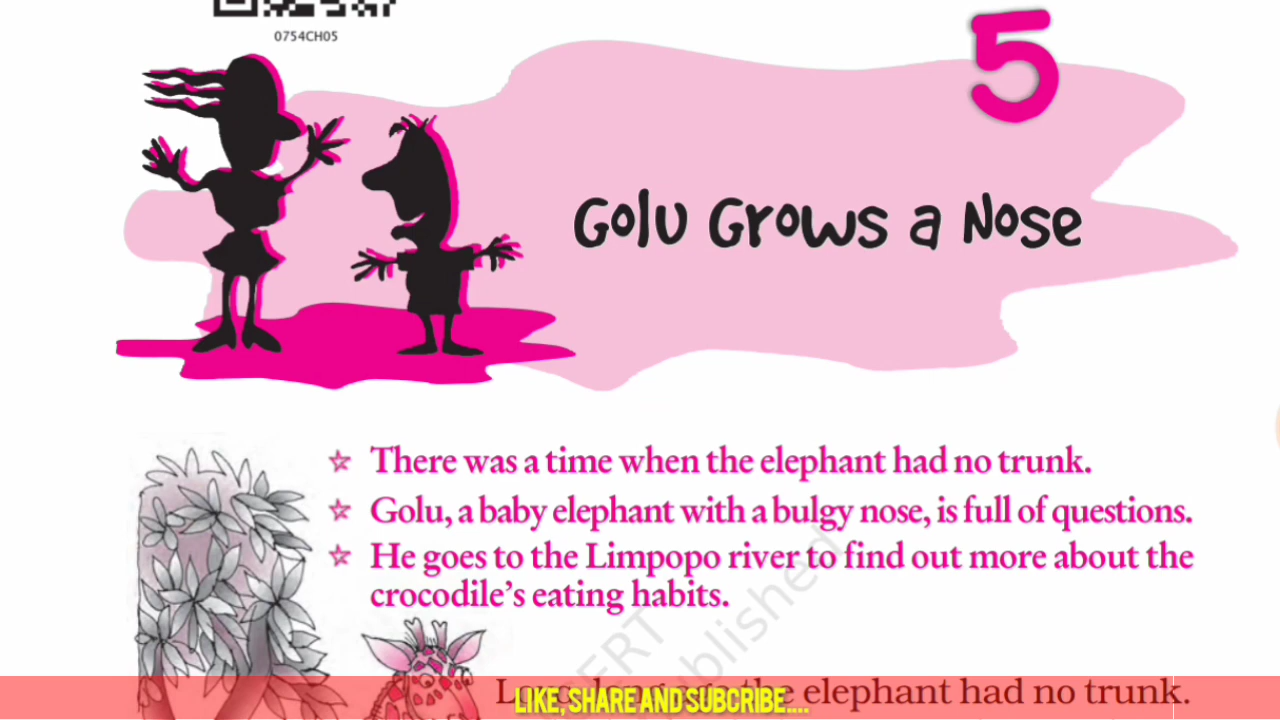 0754CH05
5
Golu Grows a Nose
☆ There was a time when the elephant had no trunk.
☆ Golu, a baby elephant with a bulgy nose, is full of questions.
☆ He goes to the Limpopo river to find out more about the
crocodile's eating habits.
the elephant had no trunk.
LIKE, SHARE AND SUBCRIBE....